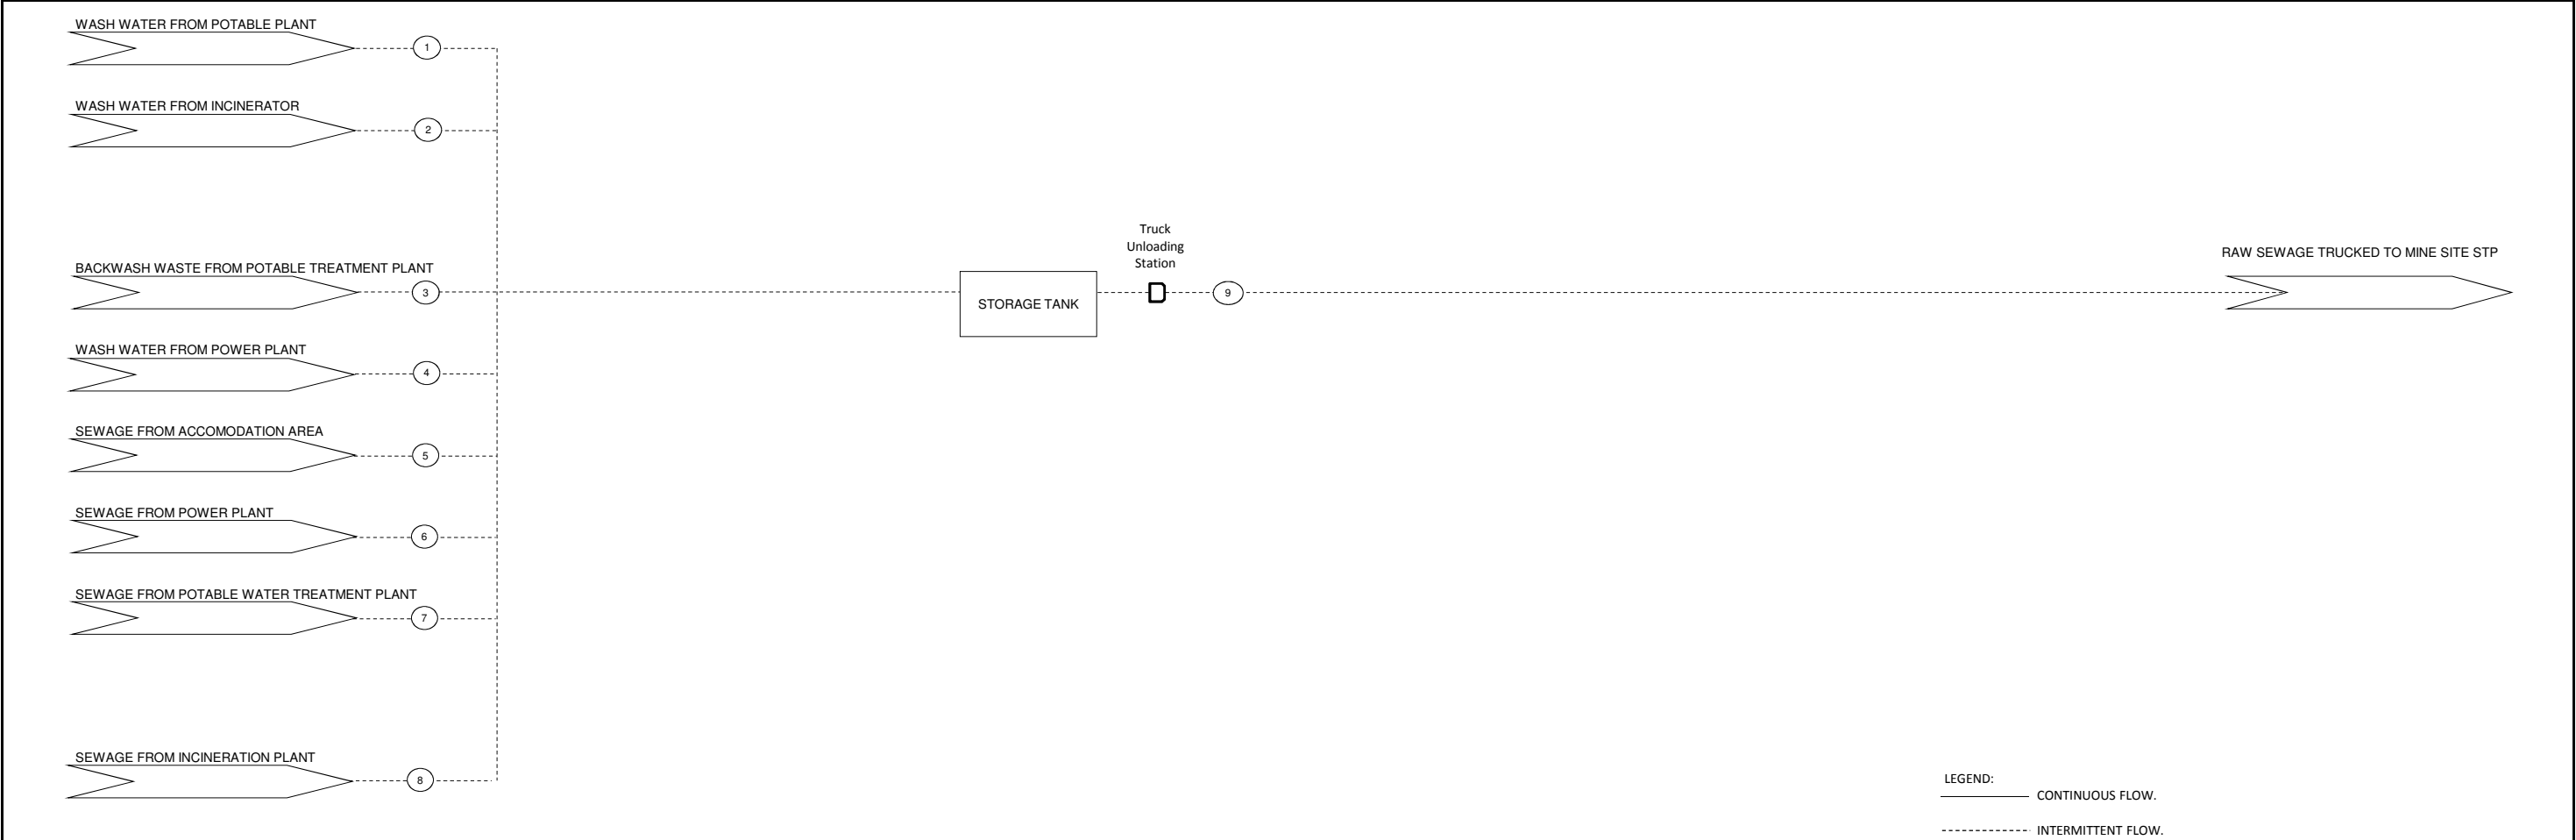 WASH WATER FROM POTABLE PLANT
1
WASH WATER FROM INCINERATOR
2
BACKWASH WASTE FROM POTABLE TREATMENT PLANT
3
WASH WATER FROM POWER PLANT
4
SEWAGE FROM ACCOMODATION AREA
5
SEWAGE FROM POWER PLANT
6
SEWAGE FROM POTABLE WATER TREATMENT PLANT
7
SEWAGE FROM INCINERATION PLANT
8
STORAGE TANK
Truck
Unloading
Station
9
RAW SEWAGE TRUCKED TO MINE SITE STP
LEGEND:
CONTINUOUS FLOW.
INTERMITTENT FLOW.